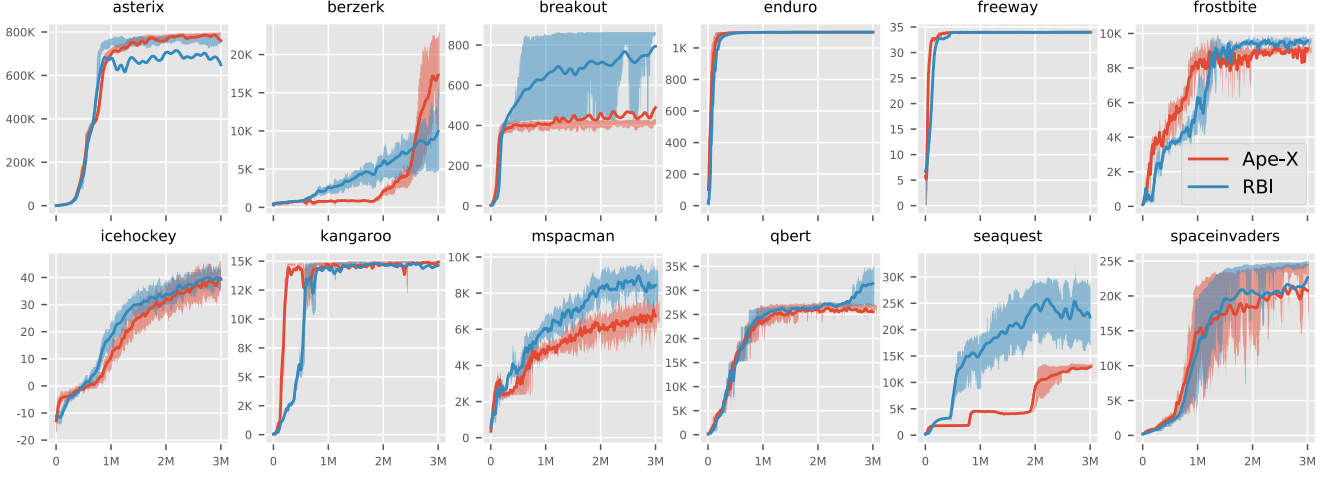 asterix berzerk breakout enduro freeway frostbite
800K 600K 400K 200K 0
20K 15K 10K 5K 0
800 600 400 200 0
1K 800 600 400 200 0
35 30 25 20 15 10 5 0
10K 8K 6K 4K 2K 0
Ape-X
RBI
icehockey kangaroo mspacman qbert seaquest spaceinvaders
40 30 20 10 0 -10 -20
15K 12K 8K 5K 2K 0
10K 8K 6K 4K 2K 0
35K 30K 25K 20K 15K 10K 5K 0
30K 25K 20K 15K 10K 5K 0
25K 20K 15K 10K 5K 0
0 1M 2M 3M 0 1M 2M 3M 0 1M 2M 3M 0 1M 2M 3M 0 1M 2M 3M 0 1M 2M 3M